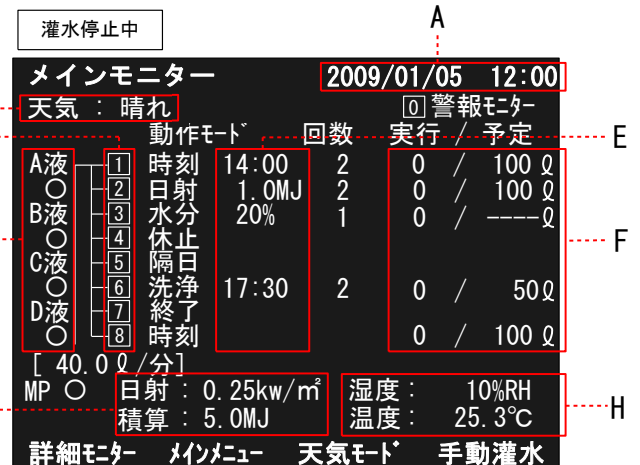 灌水停止中
A
メインモニター 2009/01/05 12:00
天気 : 晴れ 0 警報ﾓﾆﾀｰ
動作ﾓｰﾄﾞ 回数 実行 / 予定
E
A液 1 時刻 14:00 2 0 / 100 ℓ
○ 2 日射 1.0MJ 2 0 / 100 ℓ
B液 3 水分 20% 1 0 / ----ℓ
○ 4 休止
F
C液 5 隔日
○ 6 洗浄 17:30 2 0 / 50ℓ
D液 7 終了
○ 8 時刻 0 / 100 ℓ
[ 40.0ℓ/分]
MP ○ 日射 : 0.25kw/㎡ 湿度 : 10%RH
H
積算 : 5.0MJ 温度 : 25.3℃
詳細ﾓﾆﾀｰ ﾒｲﾝﾒﾆｭｰ 天気ﾓｰﾄﾞ 手動灌水